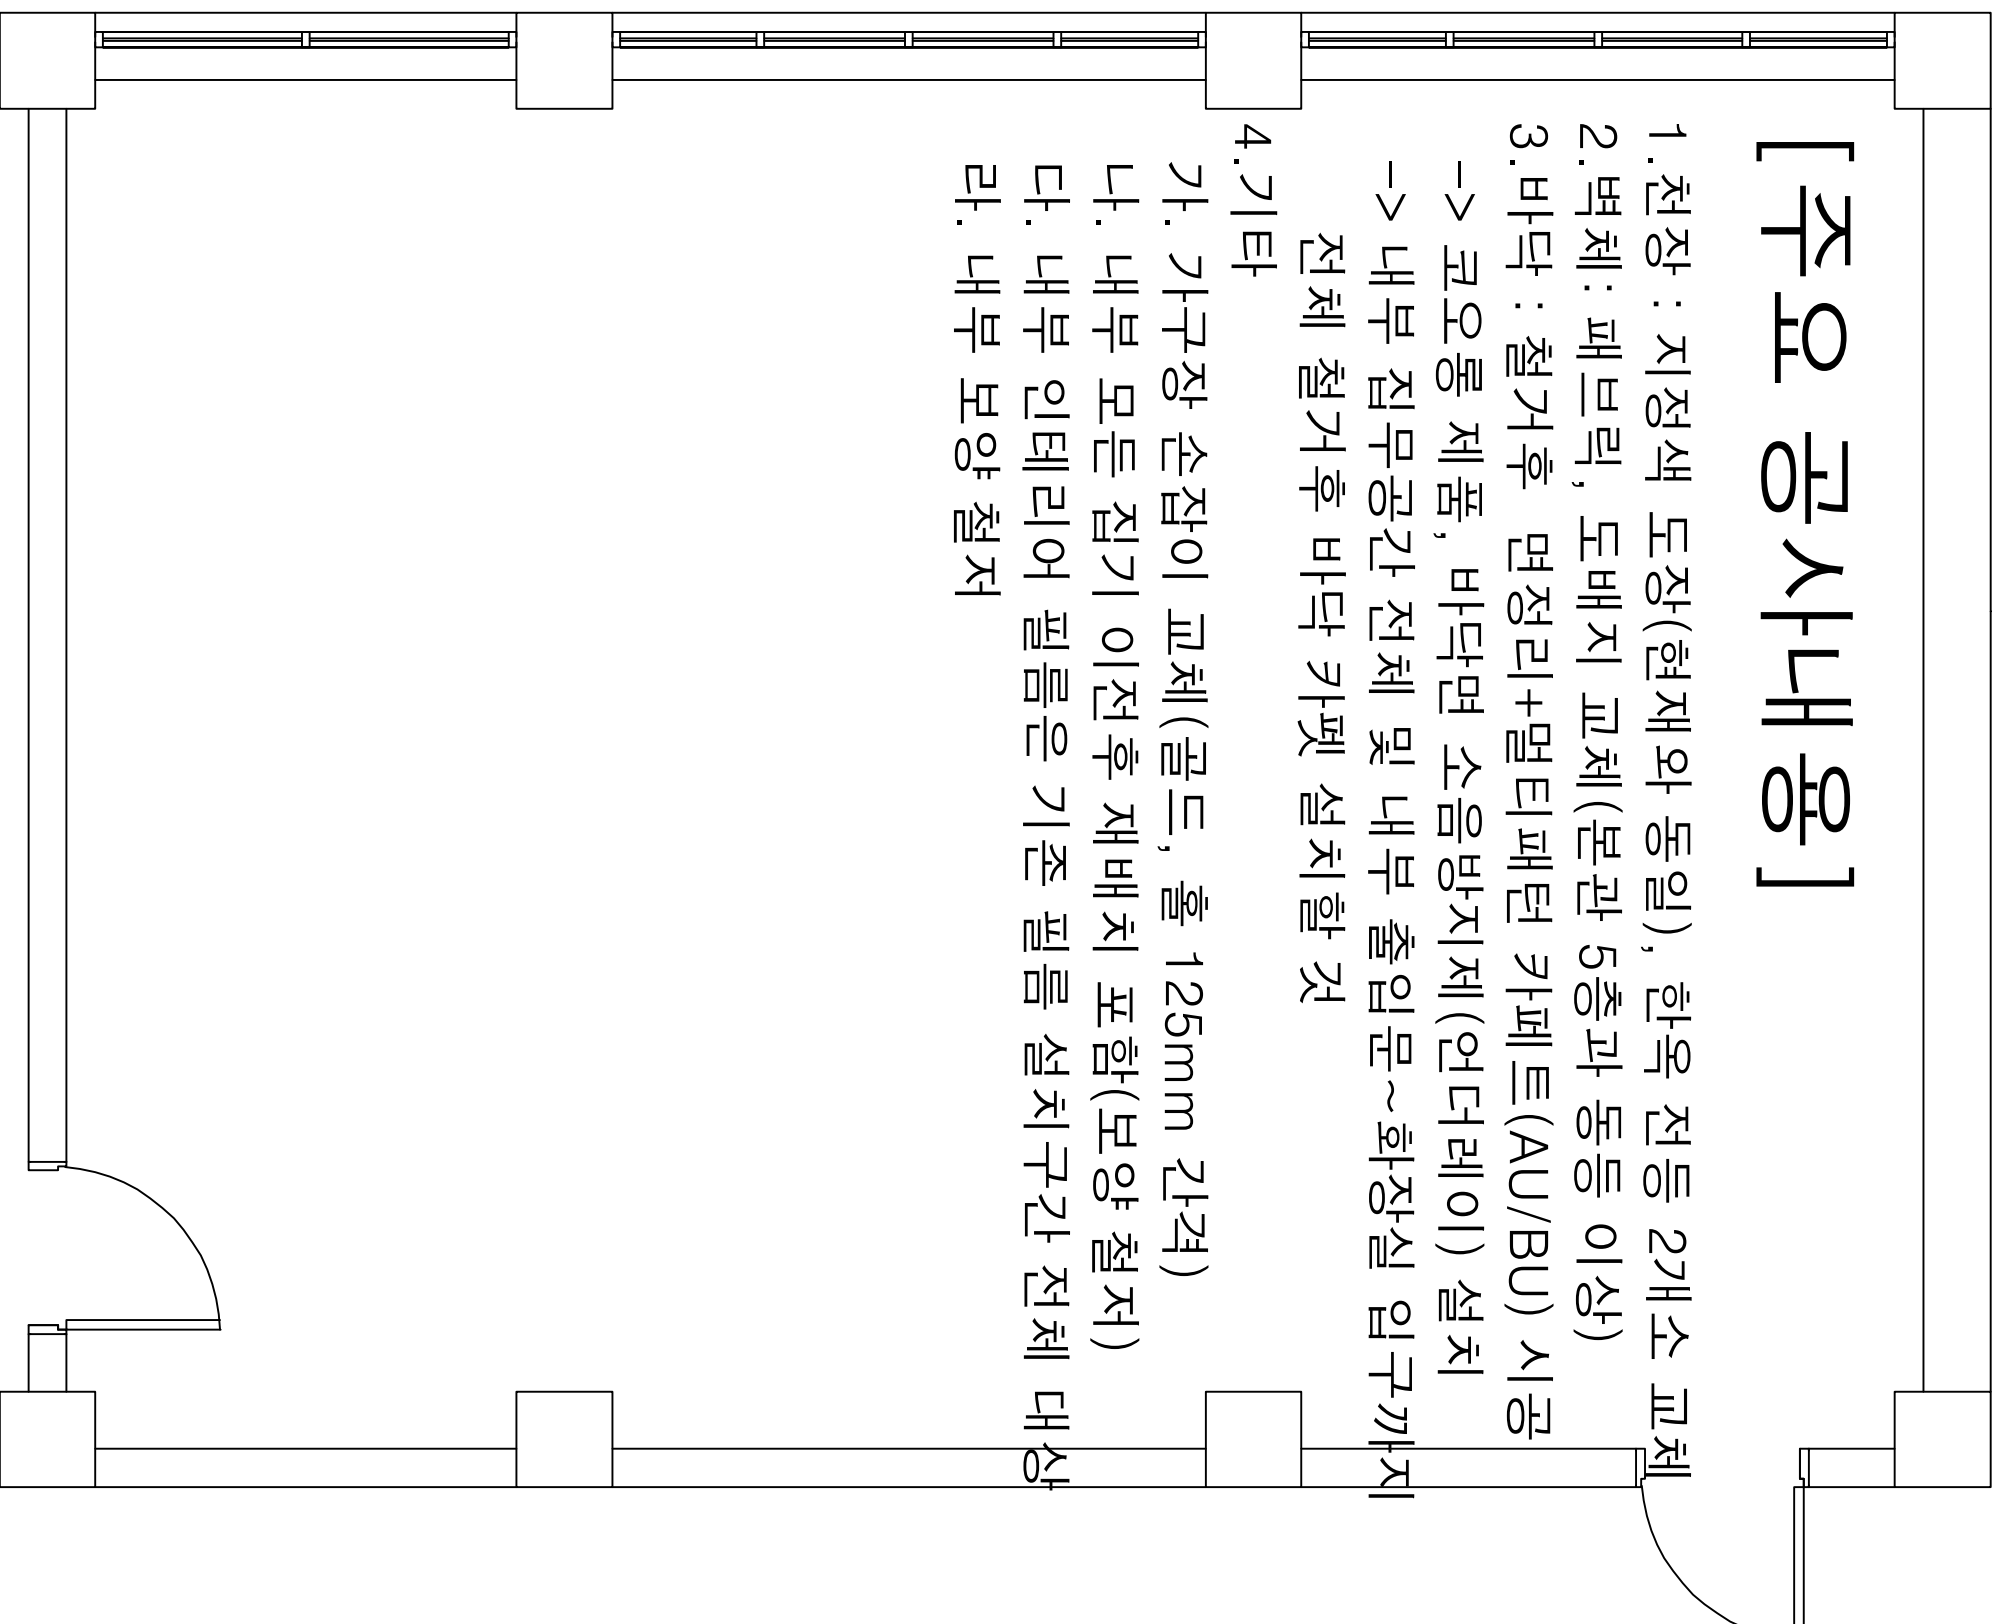 [주요 공사내용]
1.천장 : 지정색 도장(현재와 동일), 한옥 전등 2개소 교체
2.벽체: 패브릭, 도배지 교체(본관 5층과 동등 이상)
3.바닥 : 철거후 면정리+멀티패턴 카페트(AU/BU) 시공
-> 코오롱 제품, 바닥면 소음방지제(언더레이) 설치
-> 내부 집무공간 전체 및 내부 출입문~화장실 입구까지
전체 철거후 바닥 카펫 설치할 것
4.기타
가. 가구장 손잡이 교체(골드, 홀 125mm 간격)
나. 내부 모든 집기 이전후 재배치 포함(보양 철저)
다. 내부 인테리어 필름은 기존 필름 설치구간 전체 대상
라. 내부 보양 철저